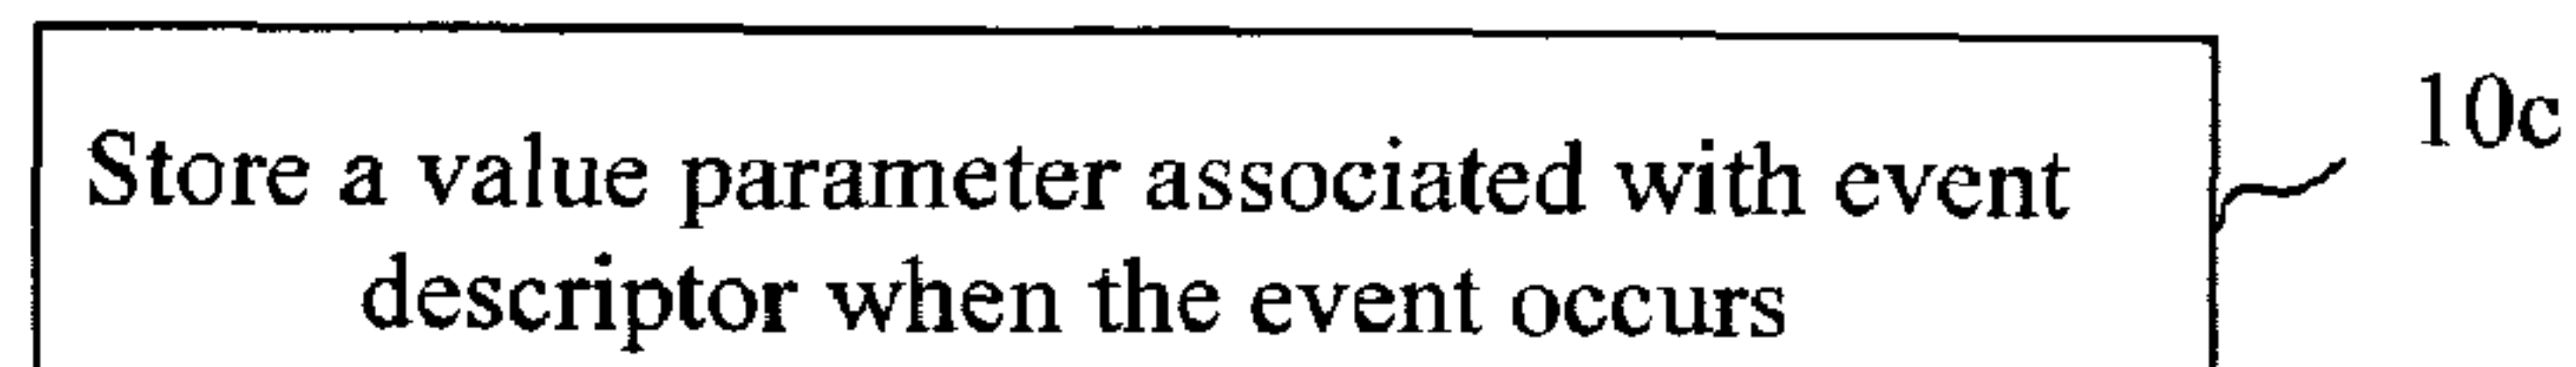 10c
Store a value parameter associated with event
descriptor when the event occurs